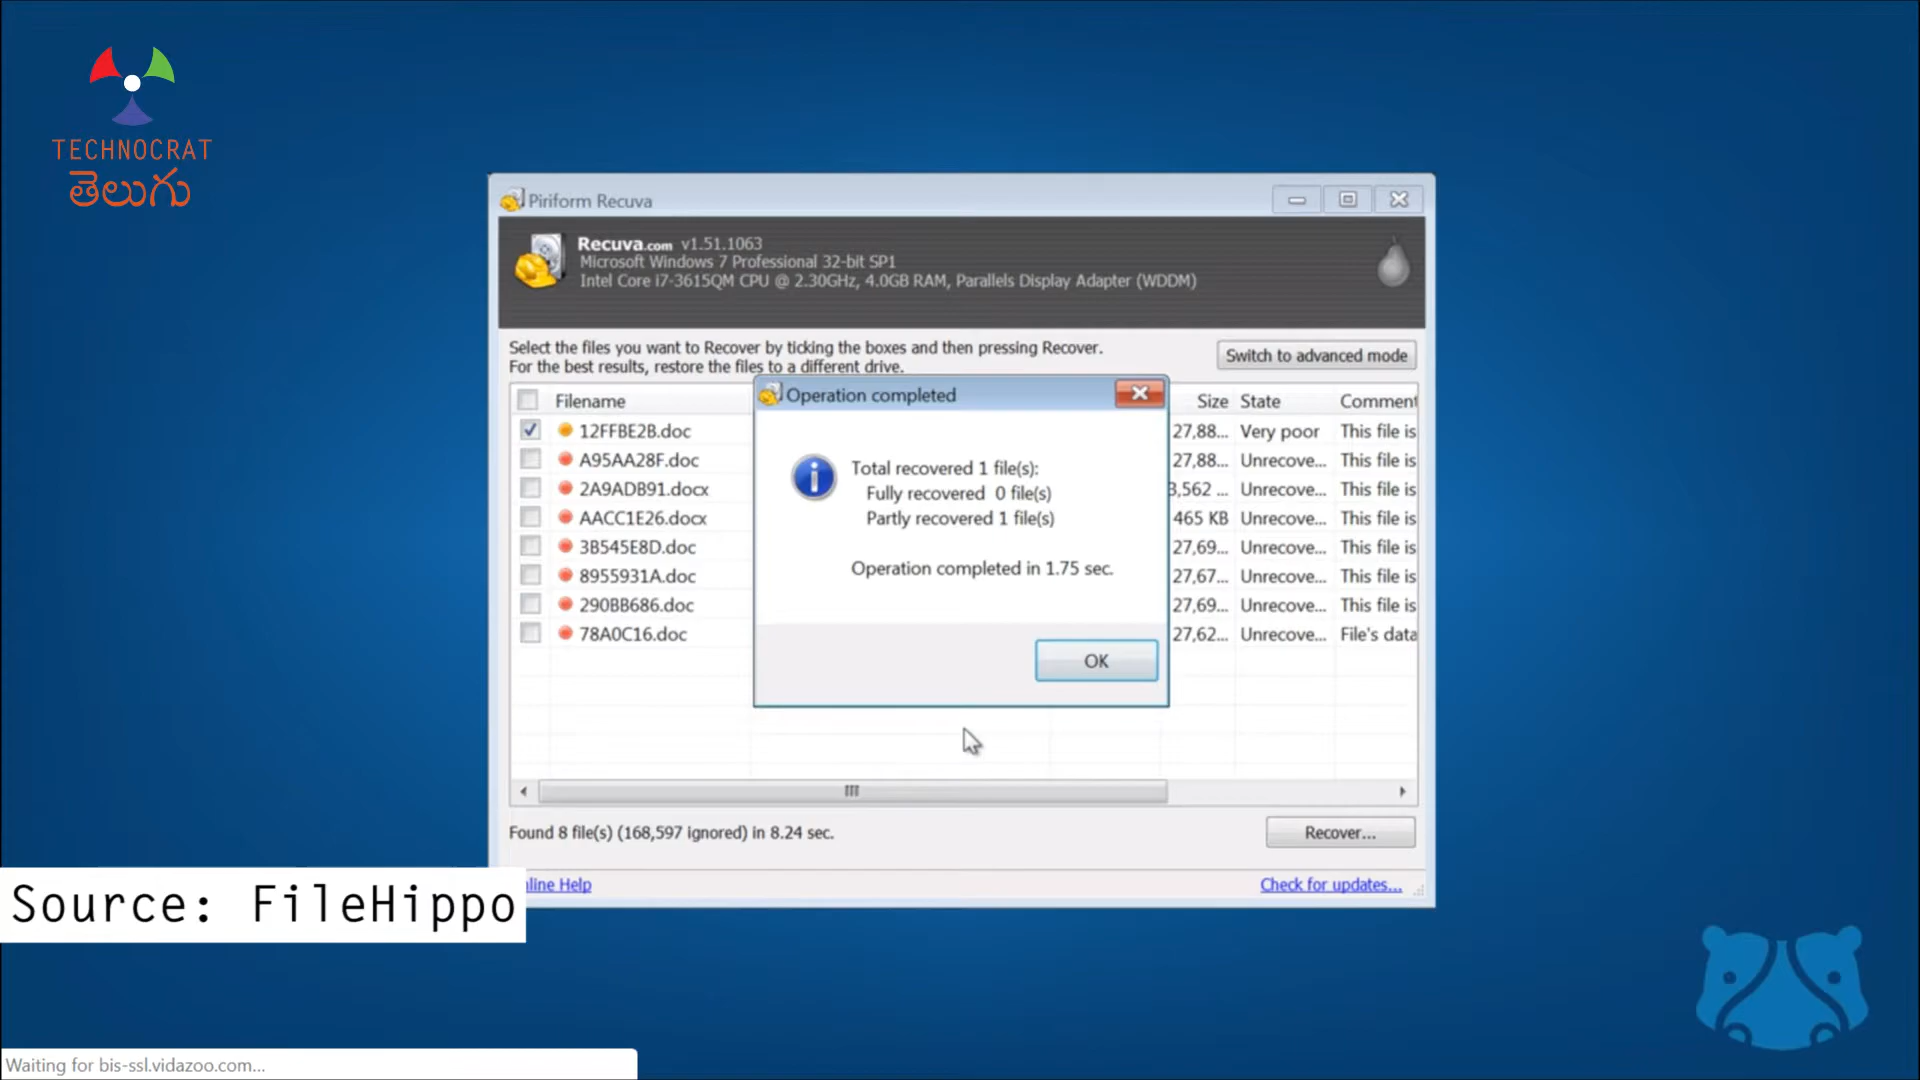 TECHNOCRAT
తెలుగు
Piriform Recuva
Recuva.com v1.51.1063
Microsoft Windows 7 Professional 32-bit SP1
Intel Core i7-3615QM CPU @ 2.30GHz, 4.0GB RAM, Parallels Display Adapter (WDDM)
Select the files you want to Recover by ticking the boxes and then pressing Recover.
For the best results, restore the files to a different drive.
Switch to advanced mode
Filename Size State Comment
12FFBE2B.doc 27,88... Very poor This file is
A95AA28F.doc 27,88... Unrecove... This file is
2A9ADB91.docx 3,562 ... Unrecove... This file is
AACC1E26.docx 465 KB Unrecove... This file is
3B545E8D.doc 27,69... Unrecove... This file is
8955931A.doc 27,67... Unrecove... This file is
290BB686.doc 27,69... Unrecove... This file is
78A0C16.doc 27,62... Unrecove... File's data
Operation completed
Total recovered 1 file(s):
Fully recovered 0 file(s)
Partly recovered 1 file(s)
Operation completed in 1.75 sec.
OK
Found 8 file(s) (168,597 ignored) in 8.24 sec.
Recover...
line Help
Check for updates...
Source: FileHippo
Waiting for bis-ssl.vidazoo.com...